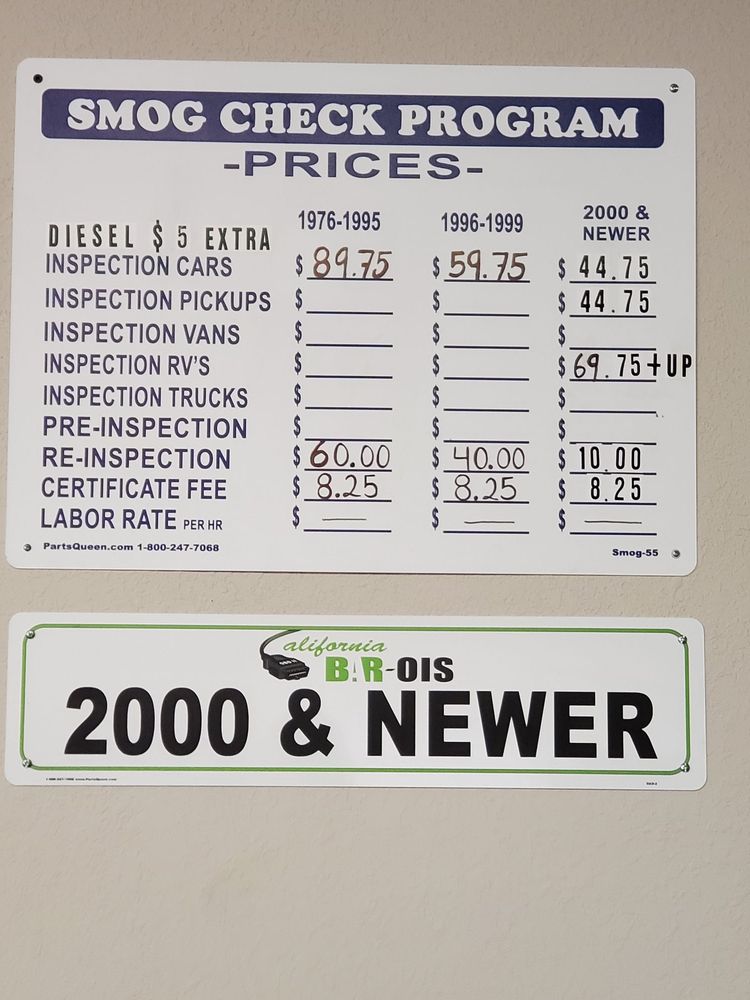 SMOG CHECK PROGRAM
-PRICES-
DIESEL $ 5 EXTRA 1976-1995 1996-1999 2000 & NEWER
INSPECTION CARS $ 89.75 $ 59.75 $ 44.75
INSPECTION PICKUPS $ $ $ 44.75
INSPECTION VANS $ $ $
INSPECTION RV'S $ $ $ 69.75+UP
INSPECTION TRUCKS $ $ $
PRE-INSPECTION $ $ $
RE-INSPECTION $ 60.00 $ 40.00 $ 10.00
CERTIFICATE FEE $ 8.25 $ 8.25 $ 8.25
LABOR RATE PER HR $ — $ — $ —
PartsQueen.com 1-800-247-7068 Smog-55
California
BAR-OIS
2000 & NEWER